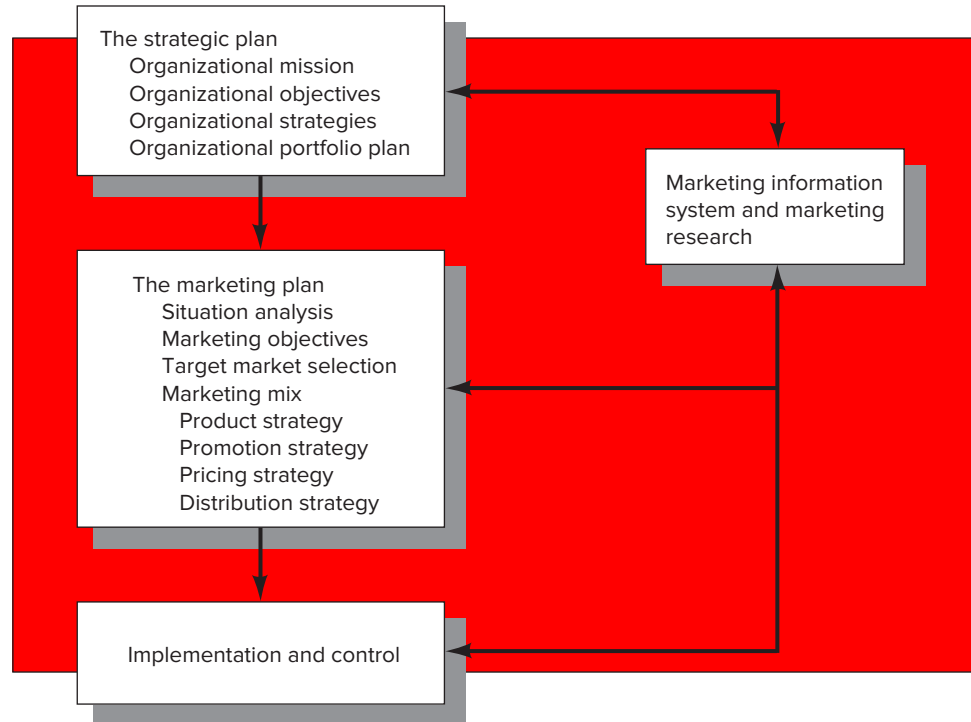 The strategic plan
Organizational mission
Organizational objectives
Organizational strategies
Organizational portfolio plan
Marketing information
system and marketing
research
The marketing plan
Situation analysis
Marketing objectives
Target market selection
Marketing mix
Product strategy
Promotion strategy
Pricing strategy
Distribution strategy
Implementation and control